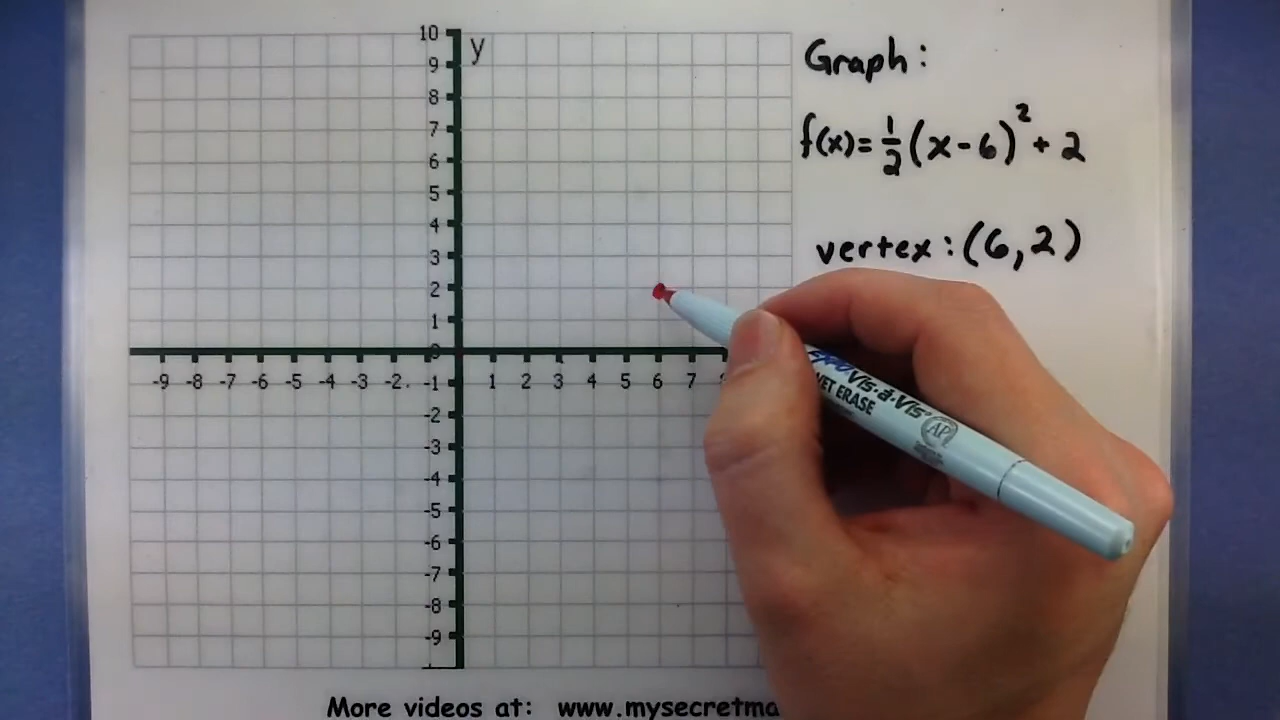 10
y
9
8
7
6
5
4
3
2
1
0
-9 -8 -7 -6 -5 -4 -3 -2 -1 1 2 3 4 5 6 7
-2
-3
-4
-5
-6
-7
-8
-9
Graph:
f(x)=1/2(x-6)²+2
vertex:(6,2)
EXPO Vis-à-Vis
WET ERASE
AP
More videos at: www.mysecretma